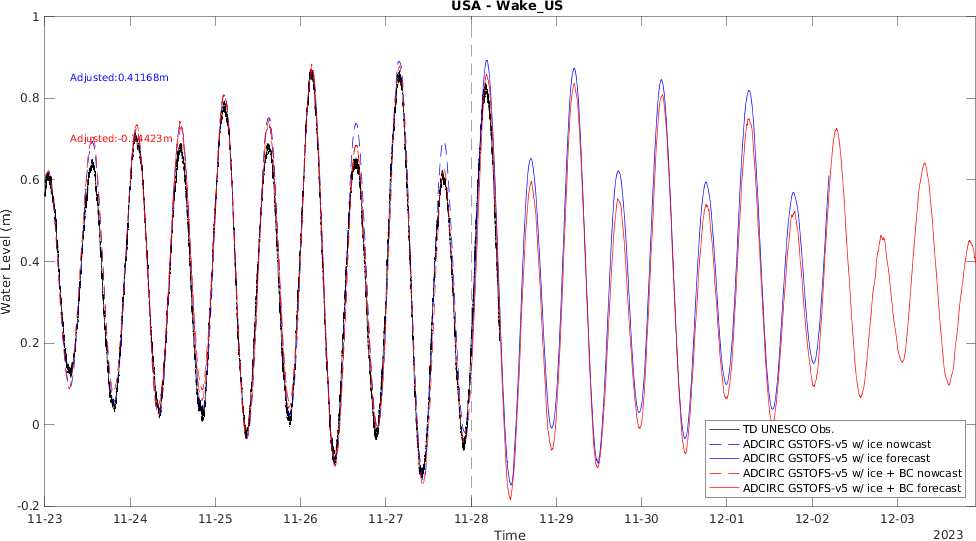 USA - Wake_US
1
0.8
0.6
0.4
0.2
0
-0.2
Water Level (m)
Adjusted:0.41168m
TD UNESCO Obs.
ADCIRC GSTOFS-v5 w/ ice nowcast
ADCIRC GSTOFS-v5 w/ ice forecast
ADCIRC GSTOFS-v5 w/ ice + BC nowcast
ADCIRC GSTOFS-v5 w/ ice + BC forecast
11-23 11-24 11-25 11-26 11-27 11-28 11-29 11-30 12-01 12-02 12-03
Time
2023